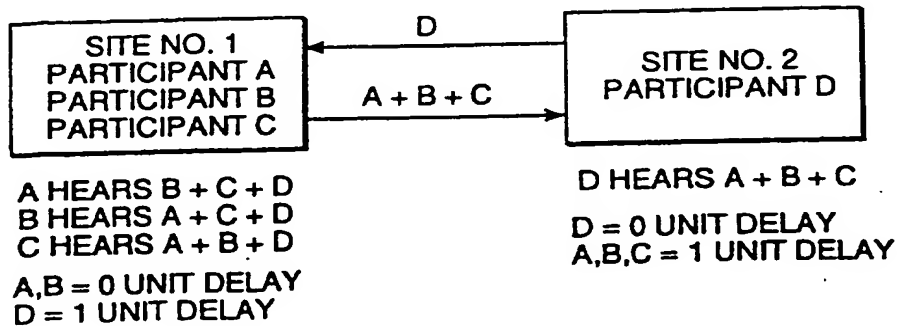 SITE NO. 1
PARTICIPANT A
PARTICIPANT B
PARTICIPANT C
D
A + B + C
SITE NO. 2
PARTICIPANT D
A HEARS B + C + D
B HEARS A + C + D
C HEARS A + B + D
A,B = 0 UNIT DELAY
D = 1 UNIT DELAY
D HEARS A + B + C
D = 0 UNIT DELAY
A,B,C = 1 UNIT DELAY